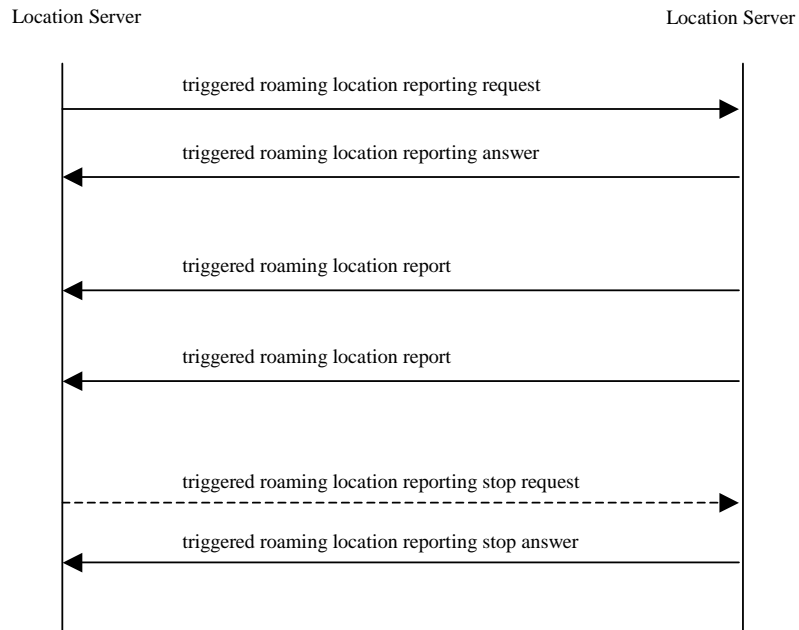 Location Server
Location Server
triggered roaming location reporting request
triggered roaming location reporting answer
triggered roaming location report
triggered roaming location report
triggered roaming location reporting stop request
triggered roaming location reporting stop answer